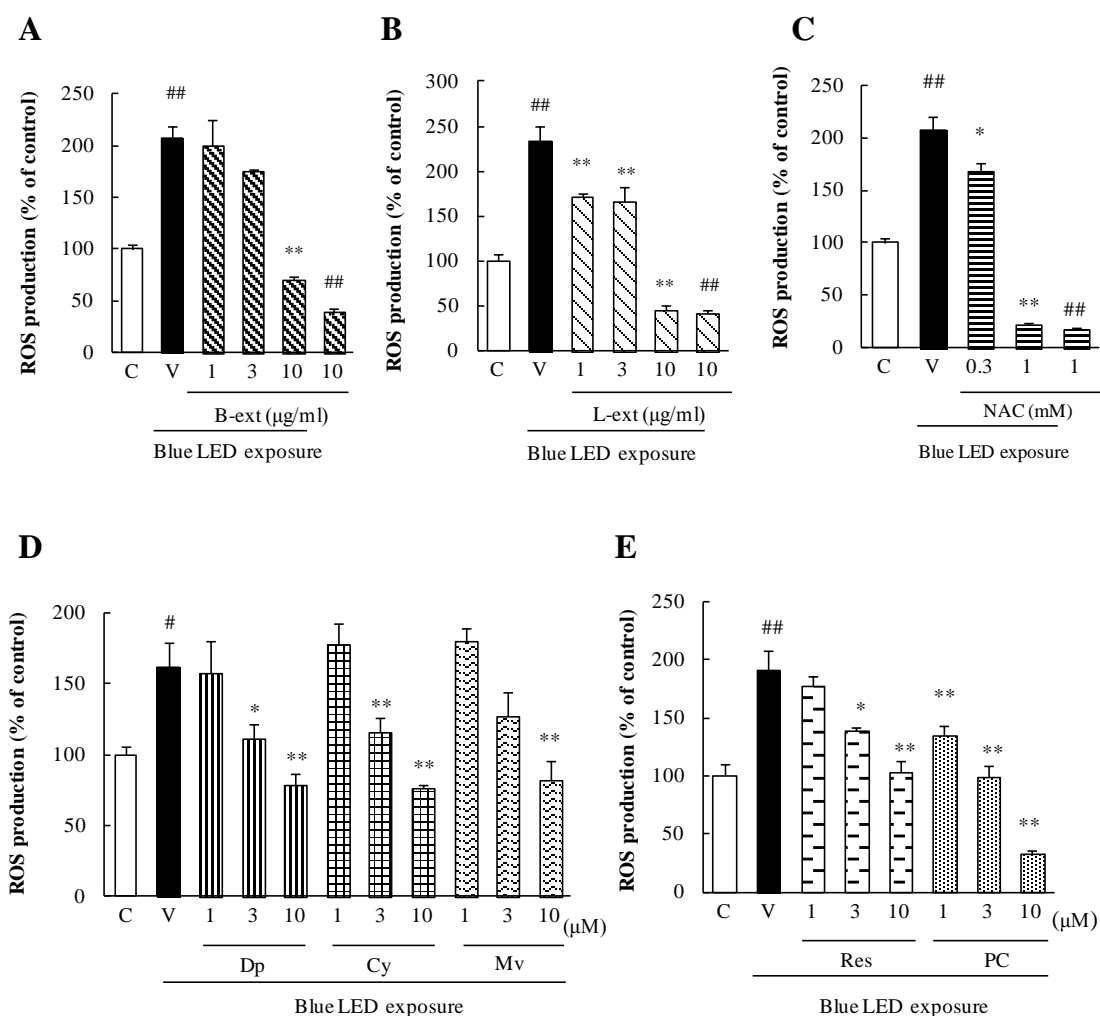 A
ROS production (% of control)
250
200
150
100
50
0
##
**
##
C V 1 3 10 10
B-ext (μg/ml)
Blue LED exposure
B
ROS production (% of control)
300
250
200
150
100
50
0
##
** **
**
##
C V 1 3 10 10
L-ext (μg/ml)
Blue LED exposure
C
ROS production (% of control)
250
200
150
100
50
0
##
*
**
##
C V 0.3 1 1
NAC (mM)
Blue LED exposure
D
ROS production (% of control)
200
150
100
50
0
#
*
**
**
**
**
C V 1 3 10 1 3 10 1 3 10 (μM)
Dp Cy Mv
Blue LED exposure
E
ROS production (% of control)
250
200
150
100
50
0
##
*
**
**
**
**
C V 1 3 10 1 3 10 (μM)
Res PC
Blue LED exposure